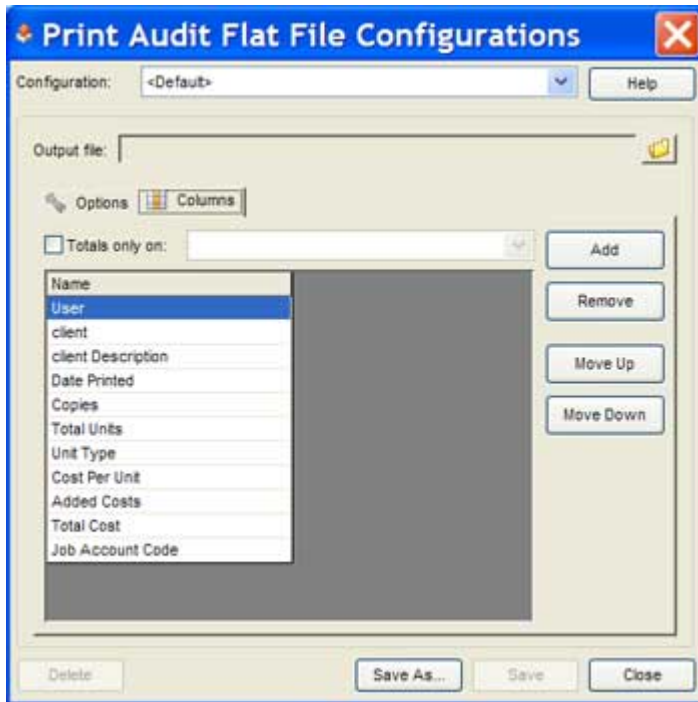 Print Audit Flat File Configurations
Configuration: <Default> Help
Output file:
Options Columns
Totals only on: Add
Name
User
Remove
client
client Description
Move Up
Date Printed
Copies
Move Down
Total Units
Unit Type
Cost Per Unit
Added Costs
Total Cost
Job Account Code
Delete Save As... Save Close